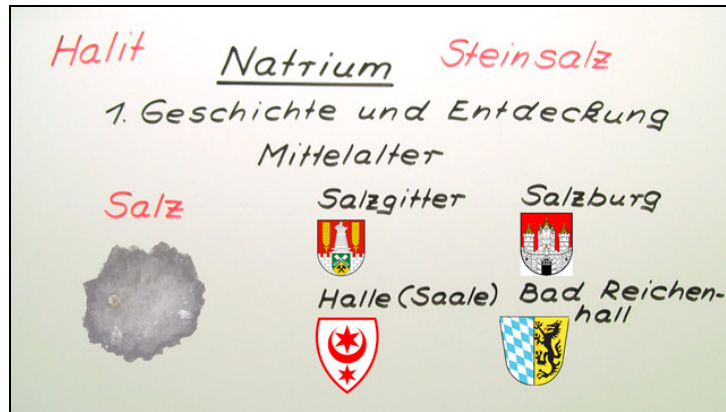 Halit Natrium Steinsalz
1. Geschichte und Entdeckung
Mittelalter
Salz
Salzgitter Salzburg
Halle (Saale) Bad Reichen-
hall